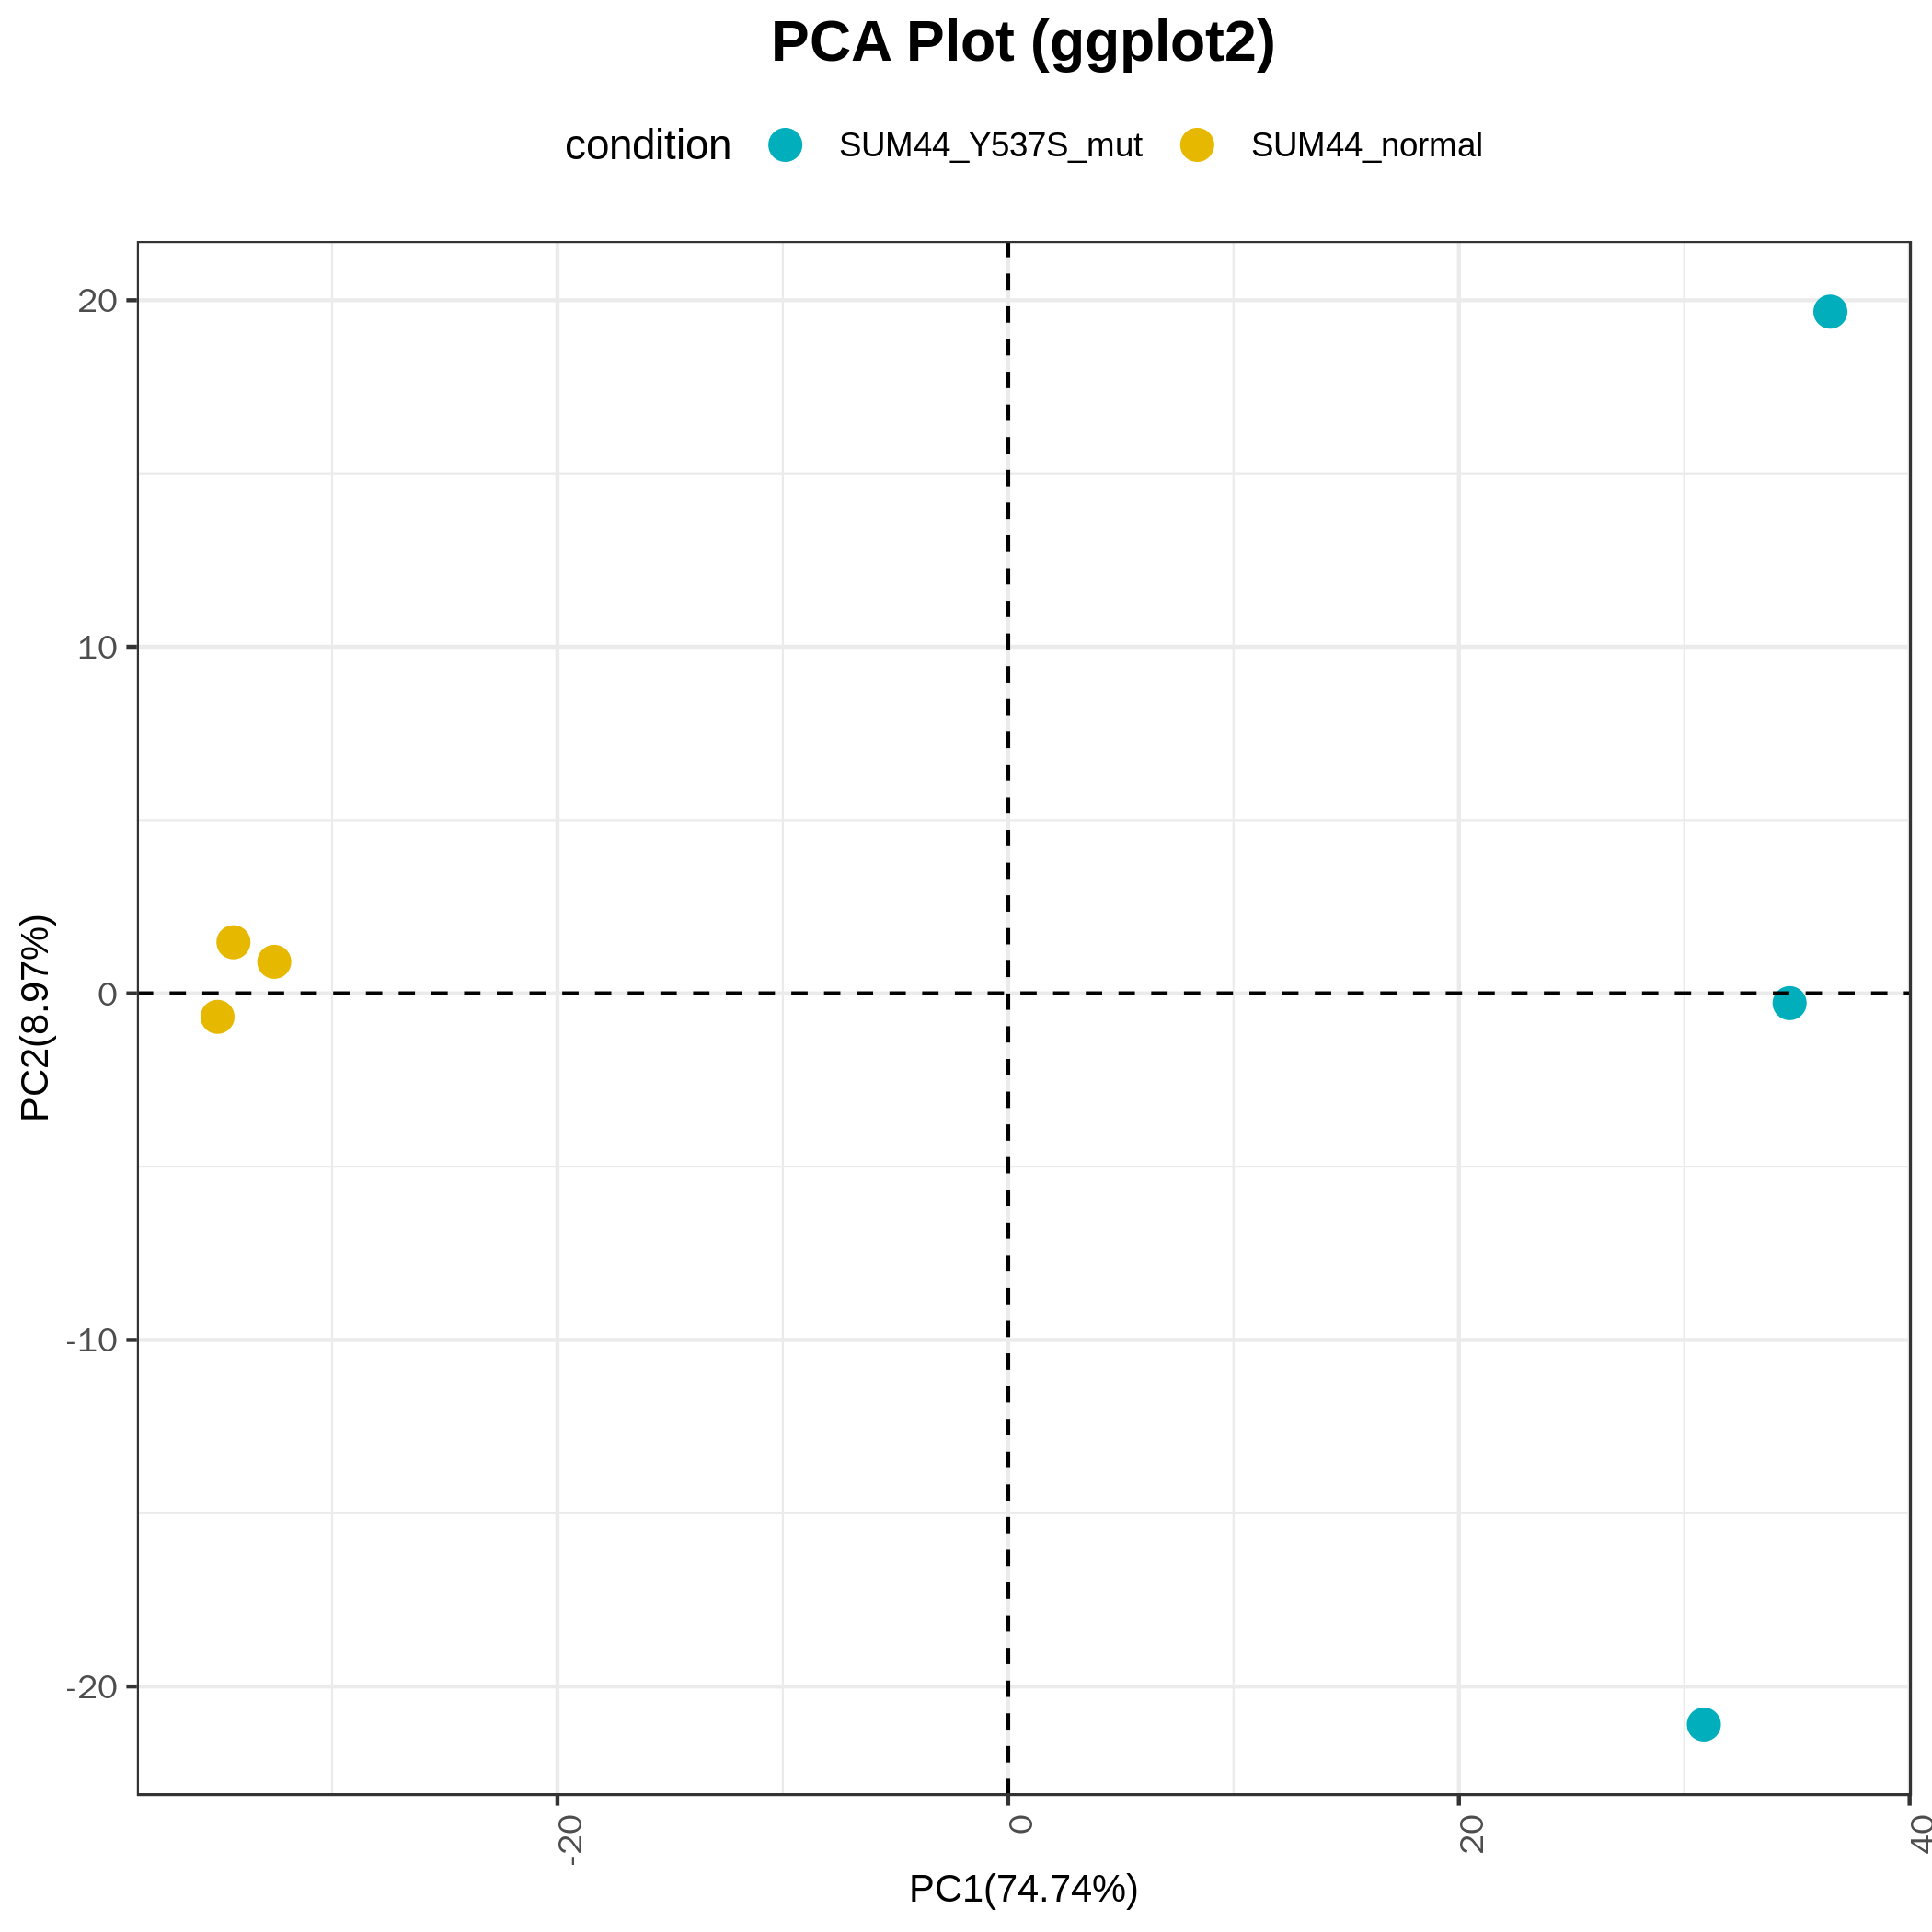 PCA Plot (ggplot2)
condition SUM44_Y537S_mut SUM44_normal
20
10
0
-10
-20
PC2(8.97%)
-20 0 20 40
PC1(74.74%)